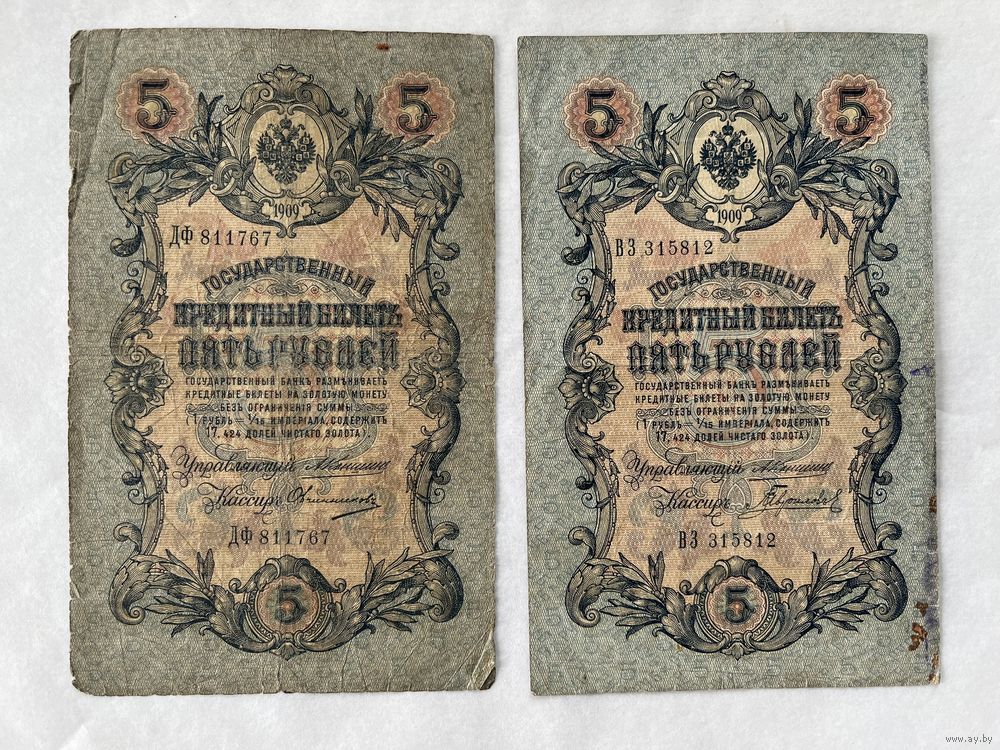 5 5
1909
ДФ 811767
ГОСУДАРСТВЕННЫЙ
КРЕДИТНЫЙ БИЛЕТЪ
ПЯТЬ РУБЛЕЙ
ГОСУДАРСТВЕННЫЙ БАНКЪ РАЗМѢНИВАЕТЪ
КРЕДИТНЫЕ БИЛЕТЫ НА ЗОЛОТУЮ МОНЕТУ
БЕЗЪ ОГРАНИЧЕНІЯ СУММЫ
(1 РУБЛЬ = 1/15 ИМПЕРІАЛА, СОДЕРЖИТЪ
17,424 ДОЛЕЙ ЧИСТАГО ЗОЛОТА).
Управляющій АКоншинъ
Кассиръ Овчинниковъ
ДФ 811767
5
5 5
1909
ВЗ 315812
ГОСУДАРСТВЕННЫЙ
КРЕДИТНЫЙ БИЛЕТЪ
ПЯТЬ РУБЛЕЙ
ГОСУДАРСТВЕННЫЙ БАНКЪ РАЗМѢНИВАЕТЪ
КРЕДИТНЫЕ БИЛЕТЫ НА ЗОЛОТУЮ МОНЕТУ
БЕЗЪ ОГРАНИЧЕНІЯ СУММЫ
(1 РУБЛЬ = 1/15 ИМПЕРІАЛА, СОДЕРЖИТЪ
17,424 ДОЛЕЙ ЧИСТАГО ЗОЛОТА).
Управляющій АКоншинъ
Кассиръ
ВЗ 315812
5
www.ay.by